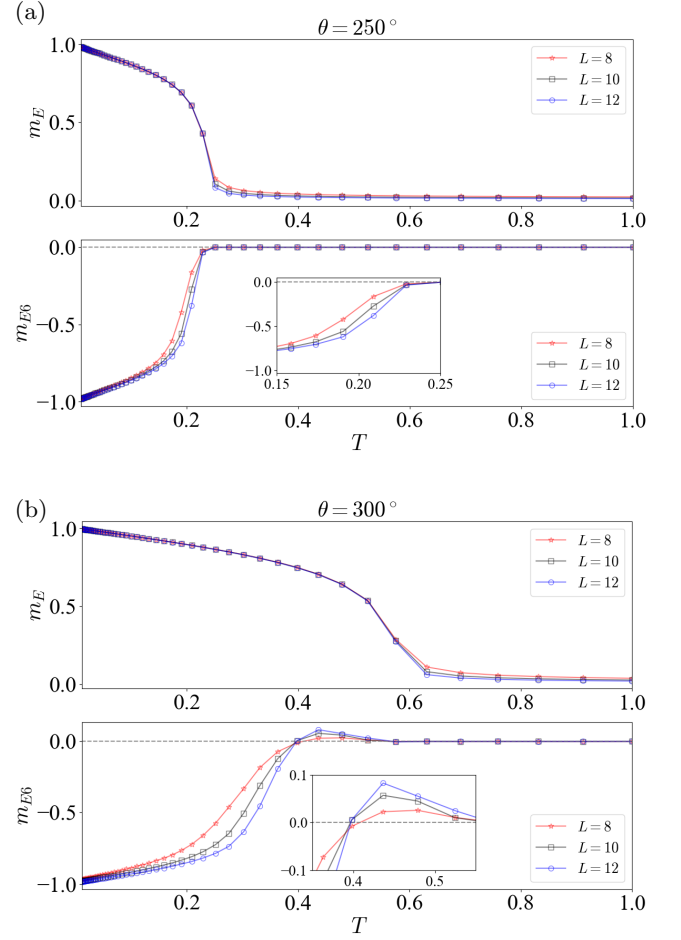 (a)
θ = 250°
1.0
0.5
0.0
m_E
L = 8
L = 10
L = 12
0.2 0.4 0.6 0.8 1.0
0.0
−0.5
−1.0
m_{E6}
0.0
−0.5
−1.0
0.15 0.20 0.25
L = 8
L = 10
L = 12
0.2 0.4 0.6 0.8 1.0
T
(b)
θ = 300°
1.0
0.5
0.0
m_E
L = 8
L = 10
L = 12
0.2 0.4 0.6 0.8 1.0
0.0
−0.5
−1.0
m_{E6}
0.1
0.0
−0.1
0.4 0.5
L = 8
L = 10
L = 12
0.2 0.4 0.6 0.8 1.0
T